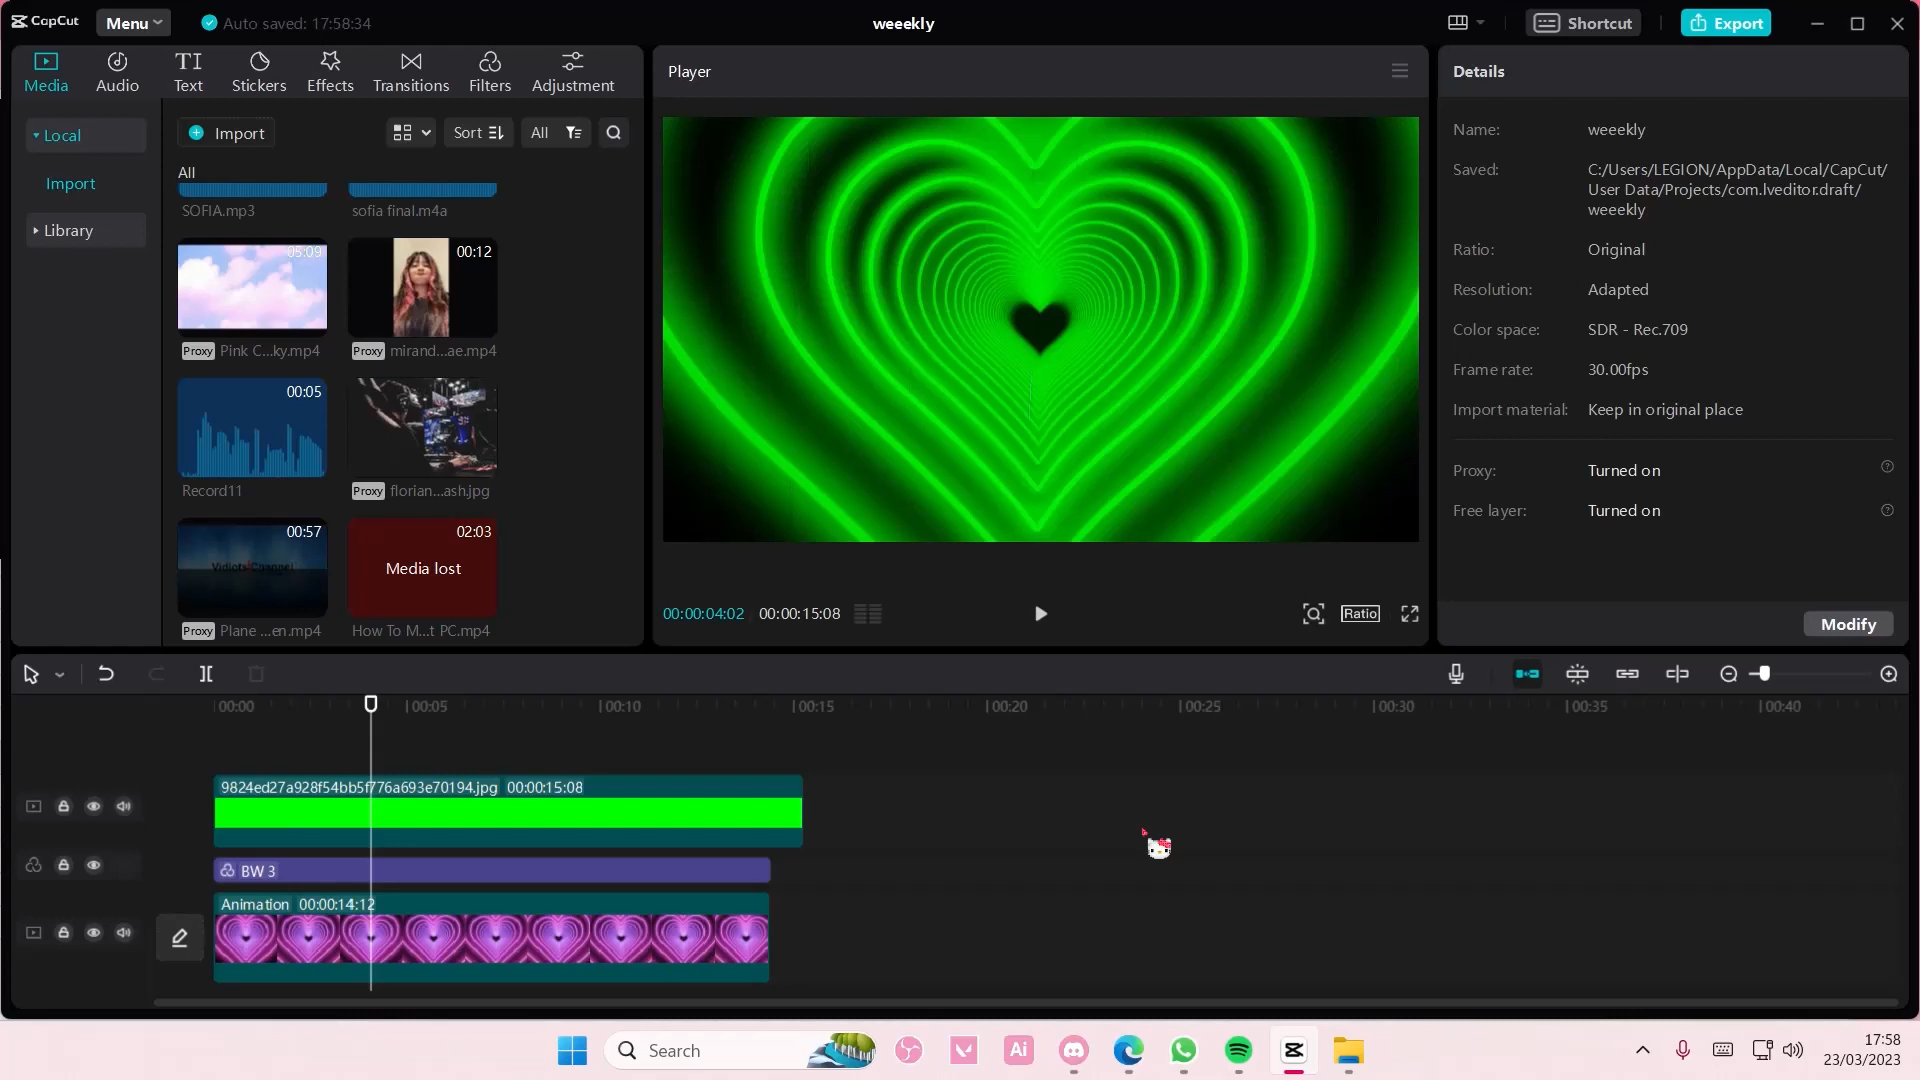 CapCut
Menu
Auto saved: 17:58:34
weeekly
Shortcut
Export
Media
Audio
Text
Stickers
Effects
Transitions
Filters
Adjustment
Local
Import
Library
Import
Sort
All
All
SOFIA.mp3
sofia final.m4a
05:09
Proxy Pink C...ky.mp4
00:12
Proxy mirand...ae.mp4
00:05
Record11
Proxy florian...ash.jpg
00:57
Proxy Plane ...en.mp4
02:03
Media lost
How To M...t PC.mp4
Player
00:00:04:02 00:00:15:08
Ratio
Details
Name: weeekly
Saved: C:/Users/LEGION/AppData/Local/CapCut/
User Data/Projects/com.lveditor.draft/
weeekly
Ratio: Original
Resolution: Adapted
Color space: SDR - Rec.709
Frame rate: 30.00fps
Import material: Keep in original place
Proxy: Turned on
Free layer: Turned on
Modify
00:00 00:05 00:10 00:15 00:20 00:25 00:30 00:35 00:40
9824ed27a928f54bb5f776a693e70194.jpg 00:00:15:08
BW 3
Animation 00:00:14:12
Search
Ai
17:58
23/03/2023